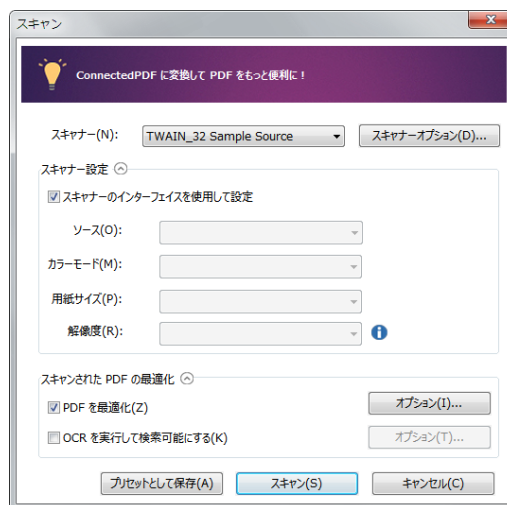 スキャン
ConnectedPDF に変換して PDF をもっと便利に！
スキャナー(N): TWAIN_32 Sample Source スキャナーオプション(D)...
スキャナー設定
スキャナーのインターフェイスを使用して設定
ソース(O):
カラーモード(M):
用紙サイズ(P):
解像度(R):
スキャンされた PDF の最適化
PDF を最適化(Z) オプション(I)...
OCR を実行して検索可能にする(K) オプション(T)...
プリセットとして保存(A) スキャン(S) キャンセル(C)